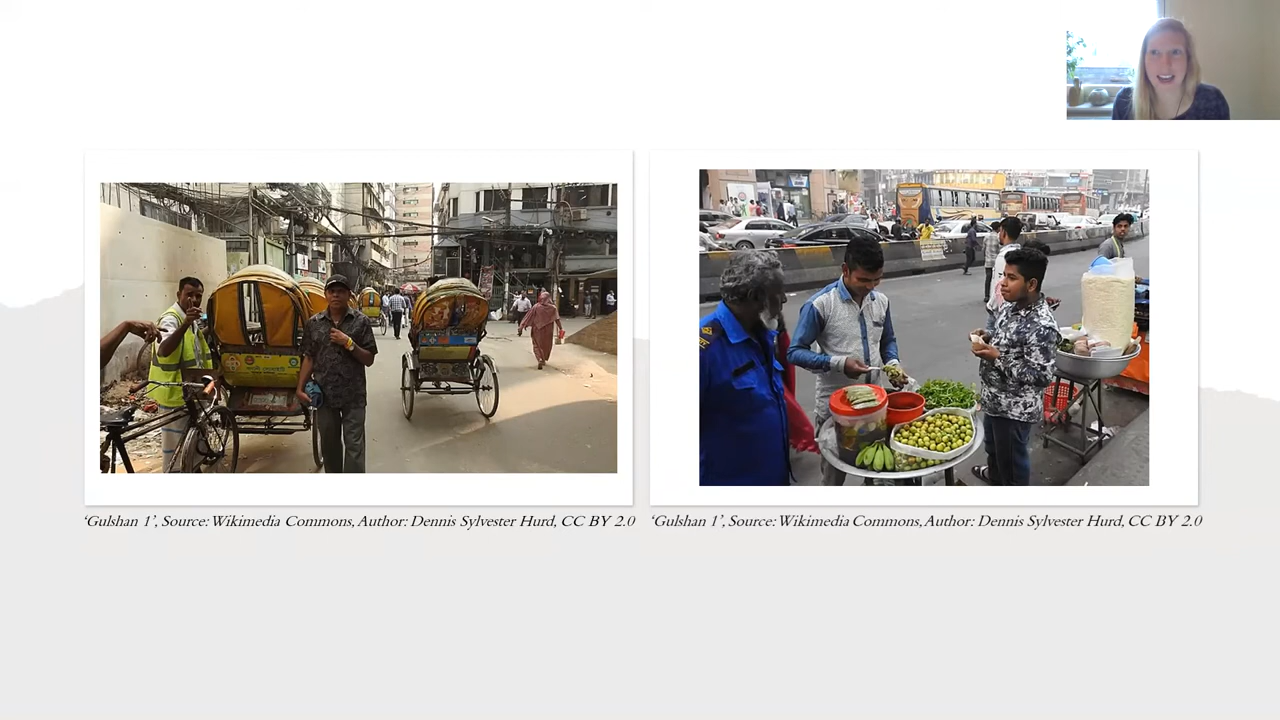 ‘Gulshan 1’, Source: Wikimedia Commons, Author: Dennis Sylvester Hurd, CC BY 2.0
‘Gulshan 1’, Source: Wikimedia Commons, Author: Dennis Sylvester Hurd, CC BY 2.0